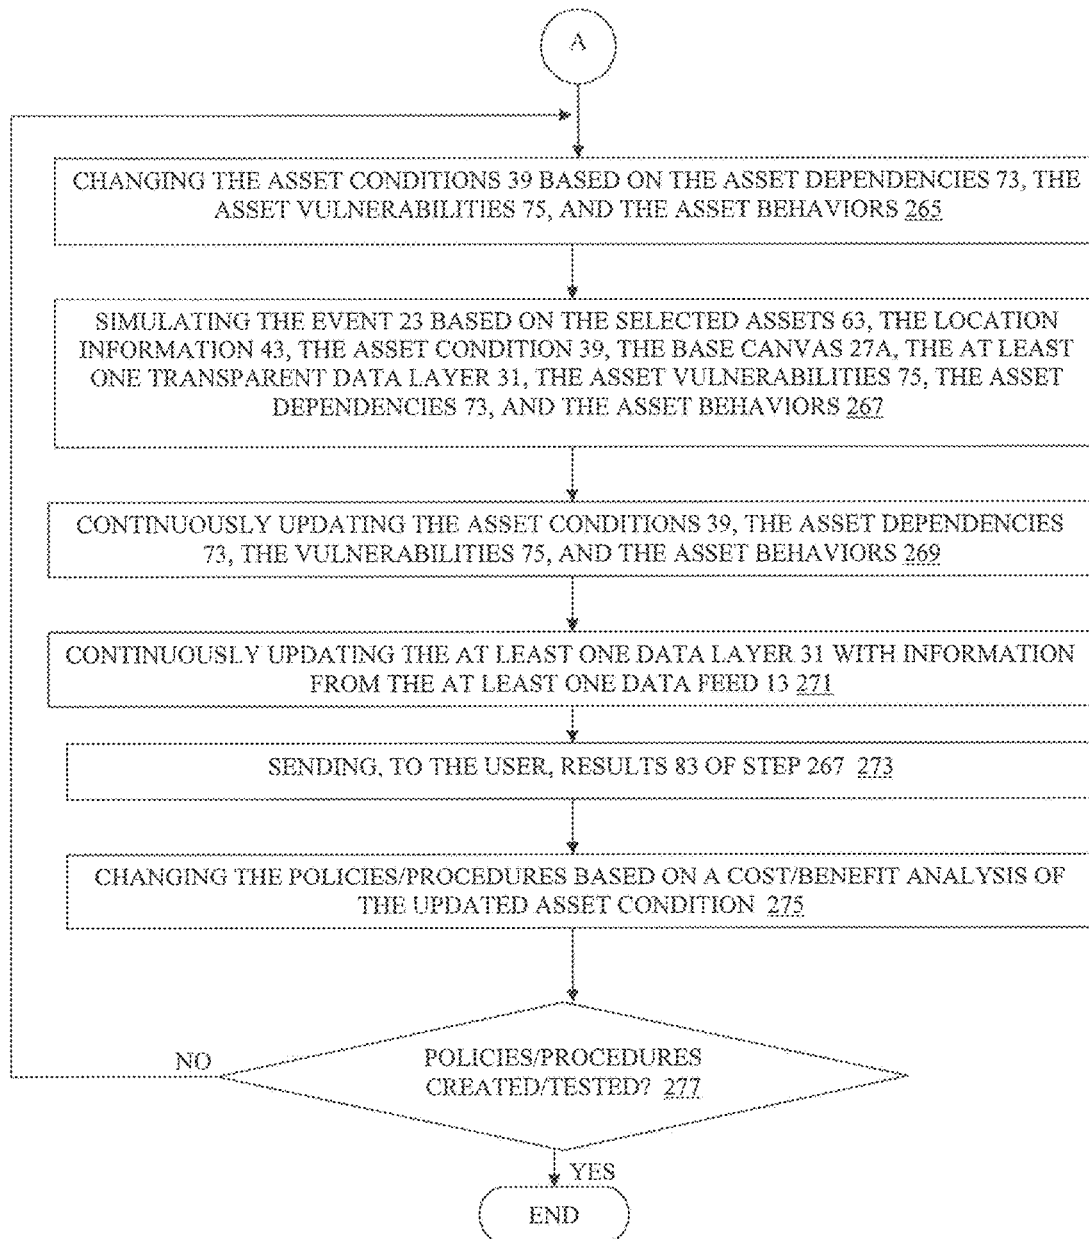 A
CHANGING THE ASSET CONDITIONS 39 BASED ON THE ASSET DEPENDENCIES 73, THE
ASSET VULNERABILITIES 75, AND THE ASSET BEHAVIORS 265
SIMULATING THE EVENT 23 BASED ON THE SELECTED ASSETS 63, THE LOCATION
INFORMATION 43, THE ASSET CONDITION 39, THE BASE CANVAS 27A, THE AT LEAST
ONE TRANSPARENT DATA LAYER 31, THE ASSET VULNERABILITIES 75, THE ASSET
DEPENDENCIES 73, AND THE ASSET BEHAVIORS 267
CONTINUOUSLY UPDATING THE ASSET CONDITIONS 39, THE ASSET DEPENDENCIES
73, THE VULNERABILITIES 75, AND THE ASSET BEHAVIORS 269
CONTINUOUSLY UPDATING THE AT LEAST ONE DATA LAYER 31 WITH INFORMATION
FROM THE AT LEAST ONE DATA FEED 13 271
SENDING, TO THE USER, RESULTS 83 OF STEP 267 273
CHANGING THE POLICIES/PROCEDURES BASED ON A COST/BENEFIT ANALYSIS OF
THE UPDATED ASSET CONDITION 275
NO
POLICIES/PROCEDURES
CREATED/TESTED? 277
YES
END